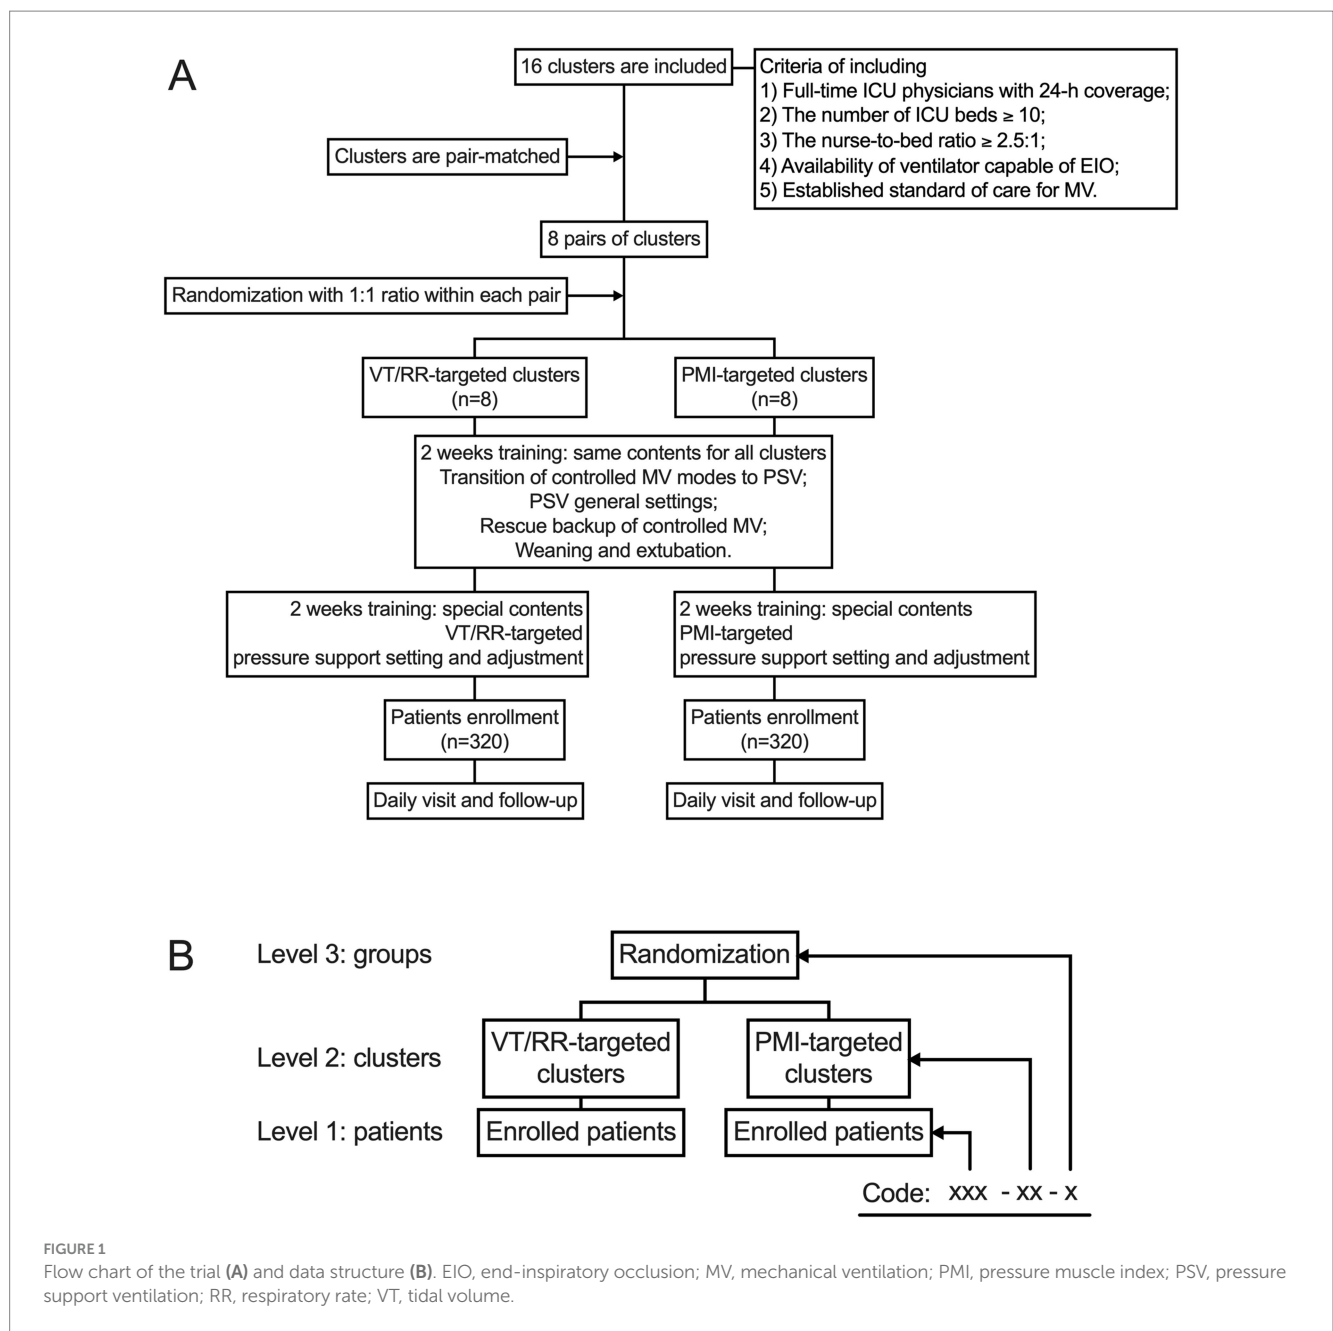 A
16 clusters are included
Criteria of including
1) Full-time ICU physicians with 24-h coverage;
2) The number of ICU beds ≥ 10;
3) The nurse-to-bed ratio ≥ 2.5:1;
4) Availability of ventilator capable of EIO;
5) Established standard of care for MV.
Clusters are pair-matched
8 pairs of clusters
Randomization with 1:1 ratio within each pair
VT/RR-targeted clusters
(n=8)
PMI-targeted clusters
(n=8)
2 weeks training: same contents for all clusters
Transition of controlled MV modes to PSV;
PSV general settings;
Rescue backup of controlled MV;
Weaning and extubation.
2 weeks training: special contents
VT/RR-targeted
pressure support setting and adjustment
2 weeks training: special contents
PMI-targeted
pressure support setting and adjustment
Patients enrollment
(n=320)
Patients enrollment
(n=320)
Daily visit and follow-up
Daily visit and follow-up
B
Level 3: groups
Randomization
Level 2: clusters
VT/RR-targeted
clusters
PMI-targeted
clusters
Level 1: patients
Enrolled patients
Enrolled patients
Code: xxx - xx - x
FIGURE 1
Flow chart of the trial (A) and data structure (B). EIO, end-inspiratory occlusion; MV, mechanical ventilation; PMI, pressure muscle index; PSV, pressure
support ventilation; RR, respiratory rate; VT, tidal volume.